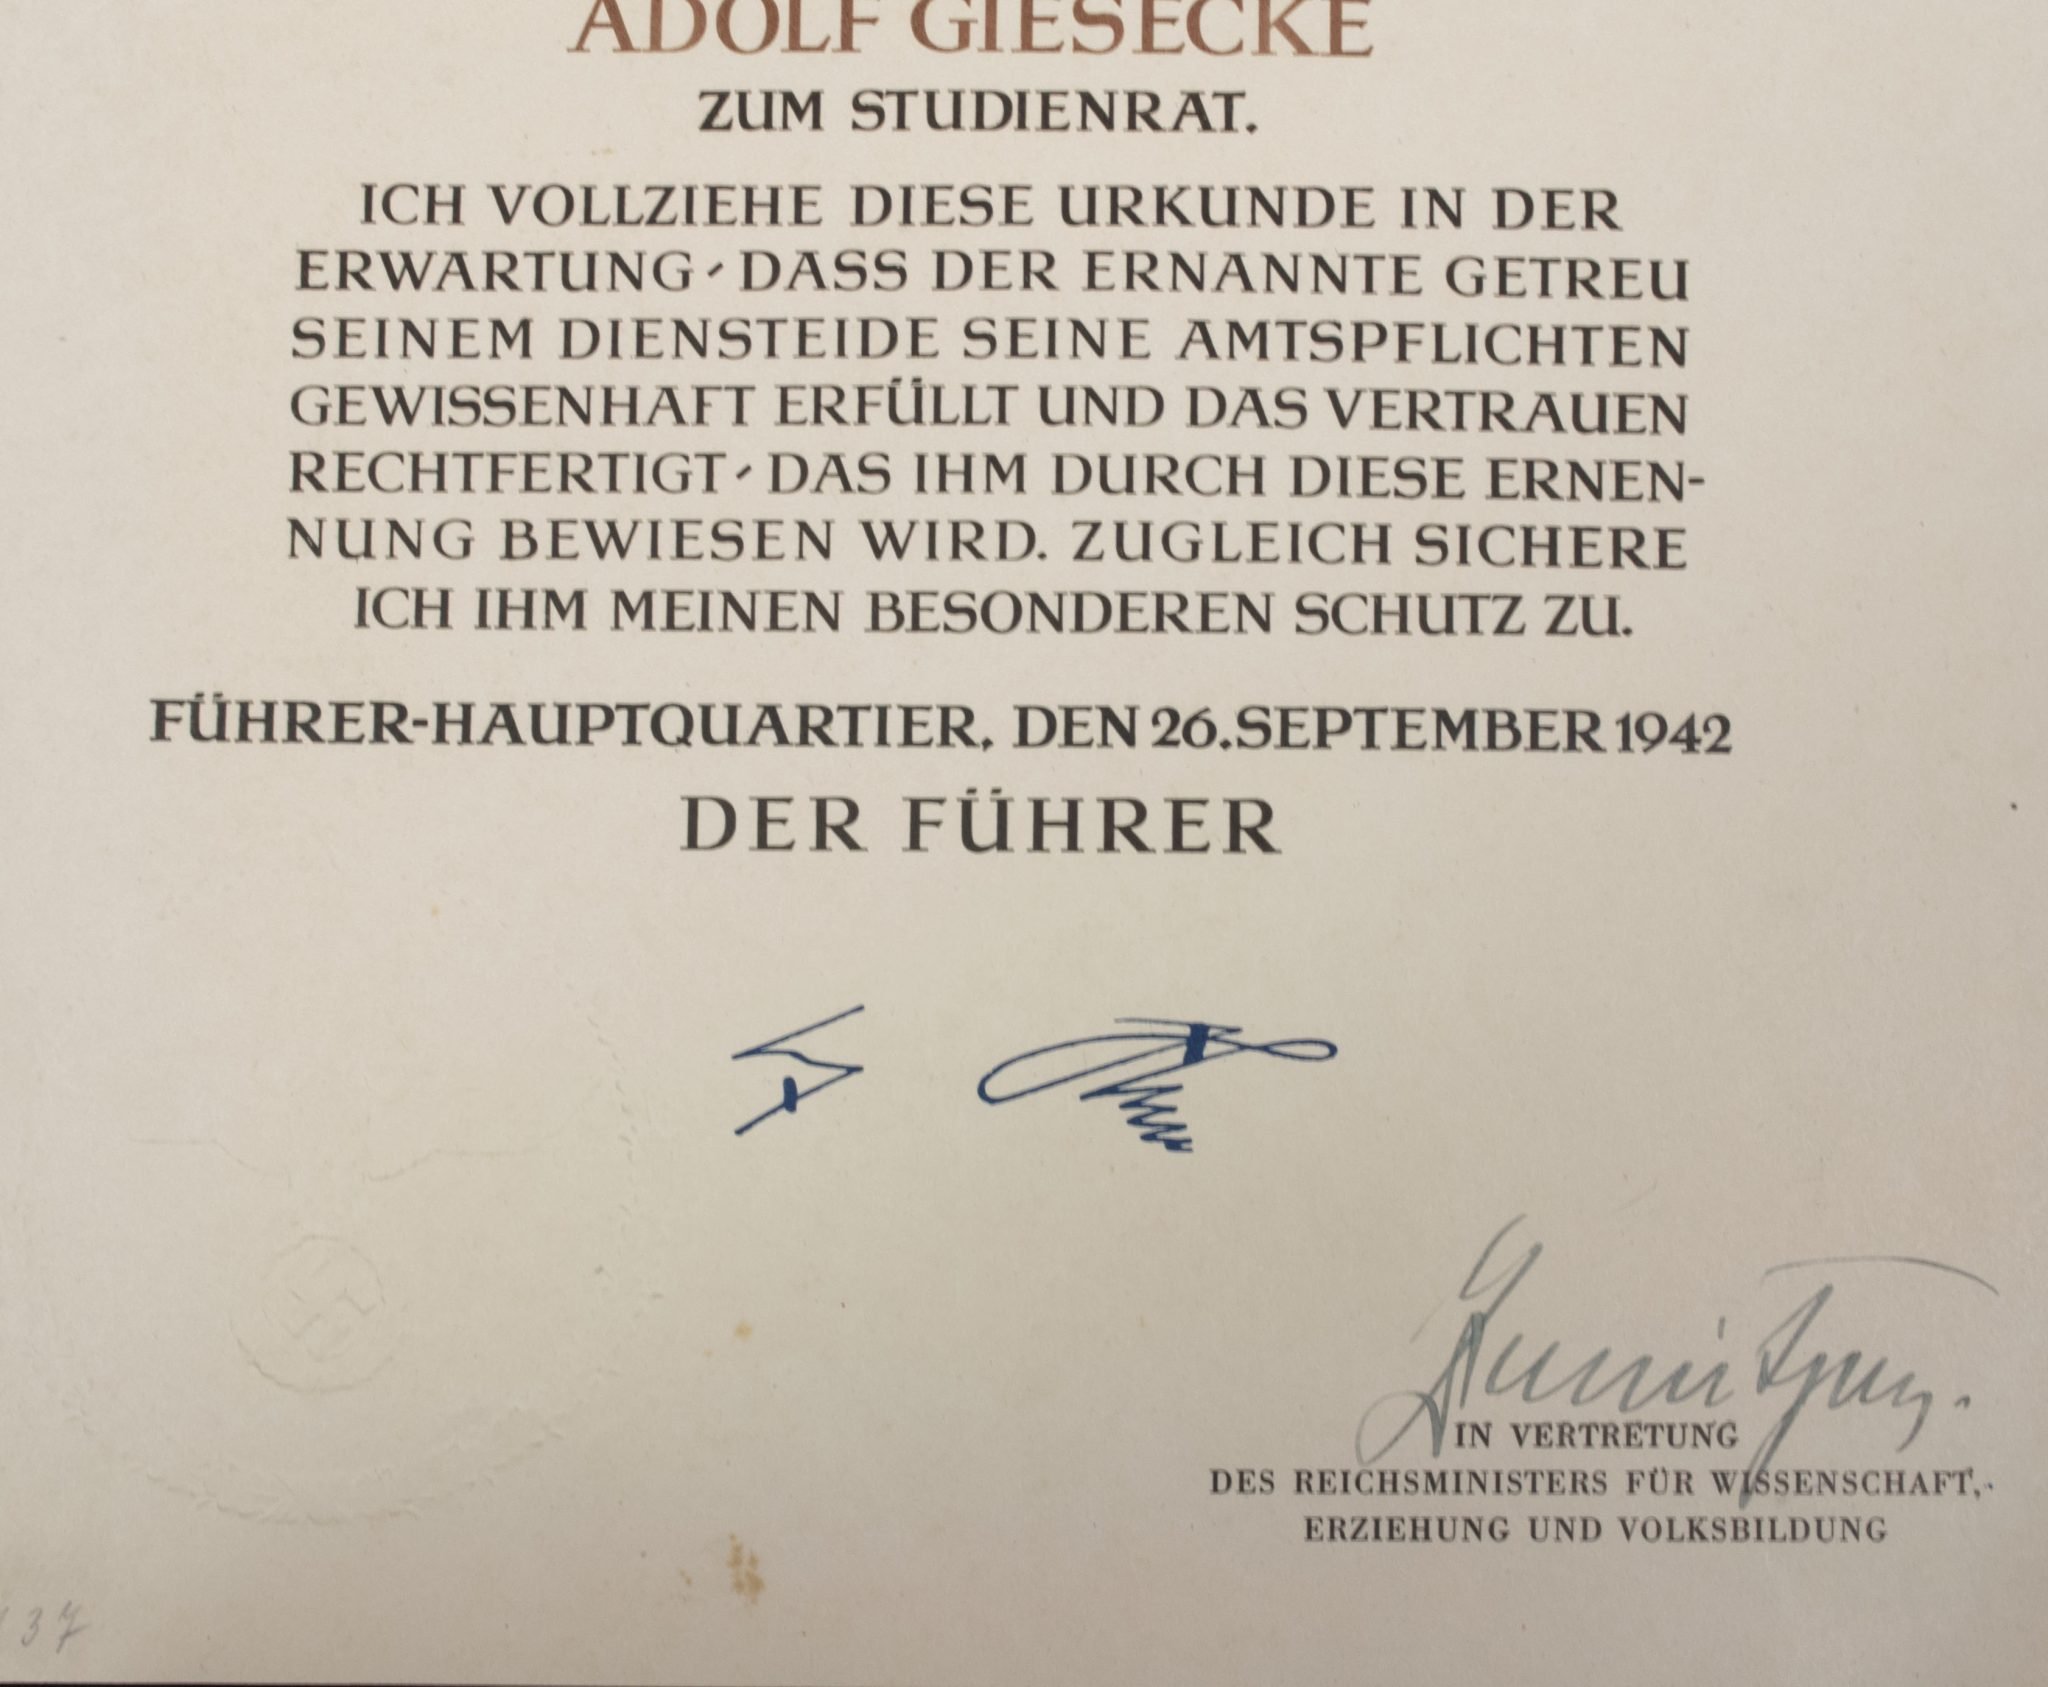 ADOLF GIESECKE
ZUM STUDIENRAT.
ICH VOLLZIEHE DIESE URKUNDE IN DER
ERWARTUNG, DASS DER ERNANNTE GETREU
SEINEM DIENSTEIDE SEINE AMTSPFLICHTEN
GEWISSENHAFT ERFÜLLT UND DAS VERTRAUEN
RECHTFERTIGT, DAS IHM DURCH DIESE ERNEN-
NUNG BEWIESEN WIRD. ZUGLEICH SICHERE
ICH IHM MEINEN BESONDEREN SCHUTZ ZU.
FÜHRER-HAUPTQUARTIER, DEN 26. SEPTEMBER 1942
DER FÜHRER
IN VERTRETUNG
DES REICHSMINISTERS FÜR WISSENSCHAFT,
ERZIEHUNG UND VOLKSBILDUNG
37